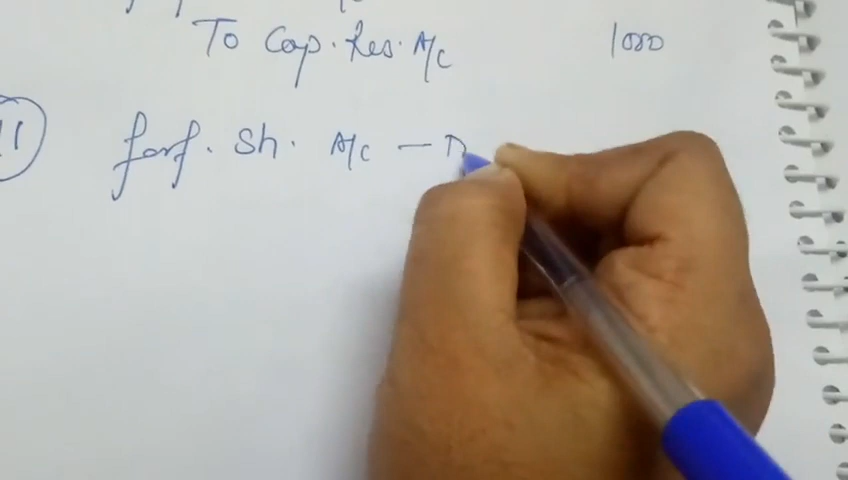 To Cap. Res. A/c 1000
11 forf. Sh. A/c — D